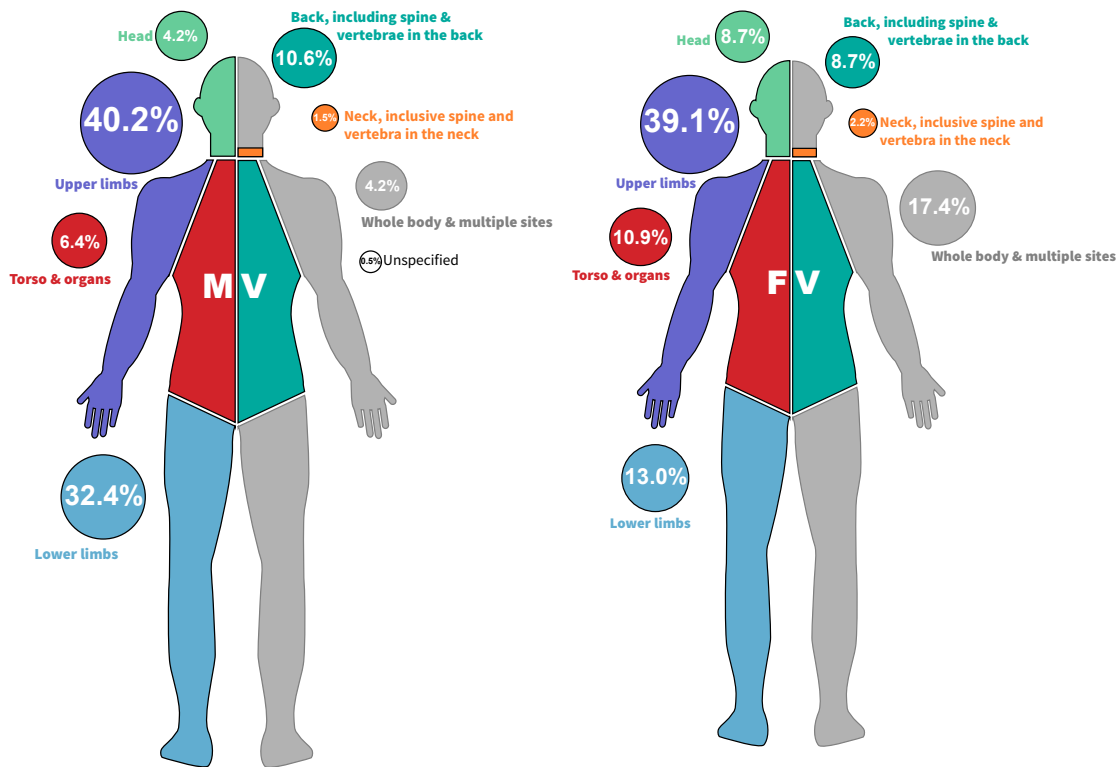 Head
4.2%
Back, including spine &
vertebrae in the back
10.6%
40.2%
Upper limbs
1.5%
Neck, inclusive spine and
vertebra in the neck
4.2%
Whole body & multiple sites
6.4%
Torso & organs
0.5%
Unspecified
M V
32.4%
Lower limbs
Head
8.7%
Back, including spine &
vertebrae in the back
8.7%
39.1%
Upper limbs
2.2%
Neck, inclusive spine and
vertebra in the neck
17.4%
Whole body & multiple sites
10.9%
Torso & organs
F V
13.0%
Lower limbs